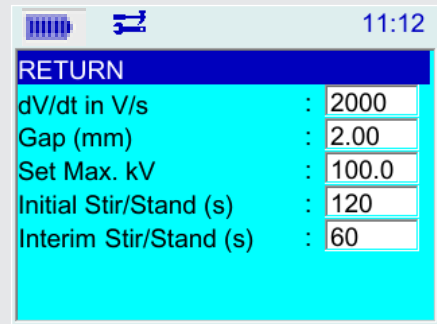 11:12
RETURN
dV/dt in V/s : 2000
Gap (mm) : 2.00
Set Max. kV : 100.0
Initial Stir/Stand (s) : 120
Interim Stir/Stand (s) : 60